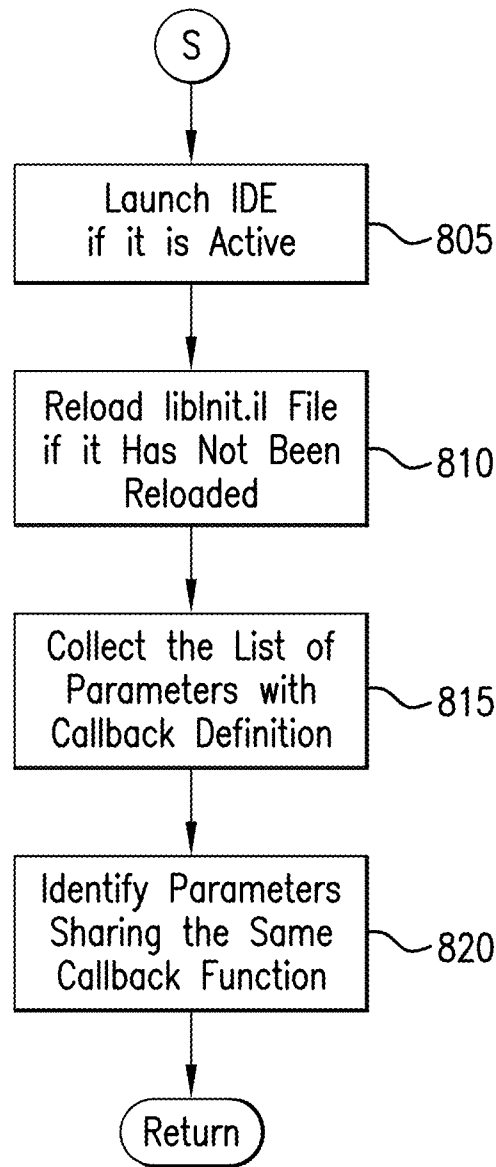 S
Launch IDE
if it is Active
805
Reload libInit.il File
if it Has Not Been
Reloaded
810
Collect the List of
Parameters with
Callback Definition
815
Identify Parameters
Sharing the Same
Callback Function
820
Return